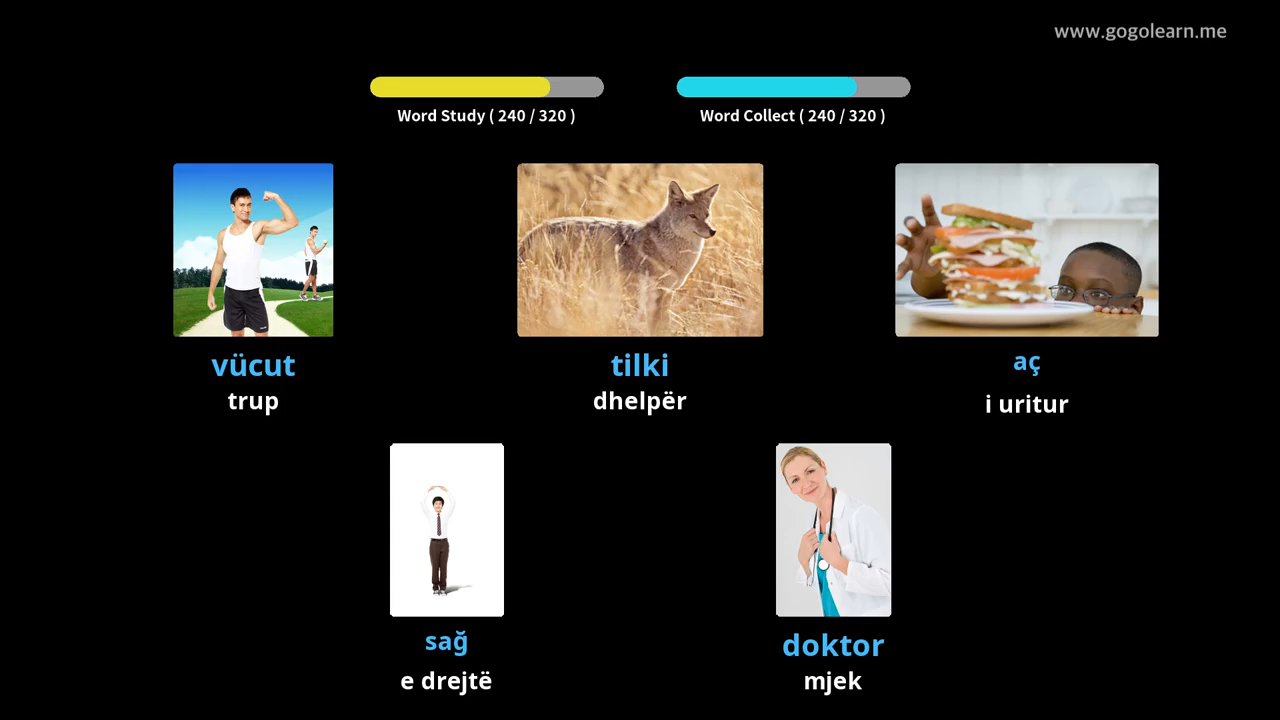 www.gogolearn.me
Word Study ( 240 / 320 )
Word Collect ( 240 / 320 )
vücut
trup
tilki
dhelpër
aç
i uritur
sağ
e drejtë
doktor
mjek